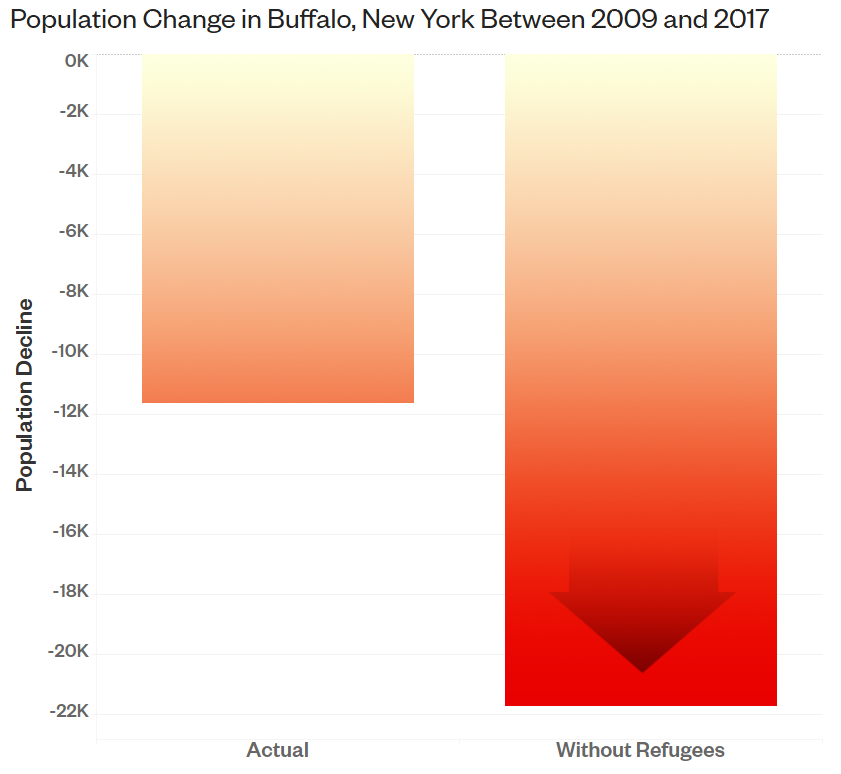 Population Change in Buffalo, New York Between 2009 and 2017
0K
-2K
-4K
-6K
-8K
-10K
-12K
-14K
-16K
-18K
-20K
-22K
Population Decline
Actual
Without Refugees